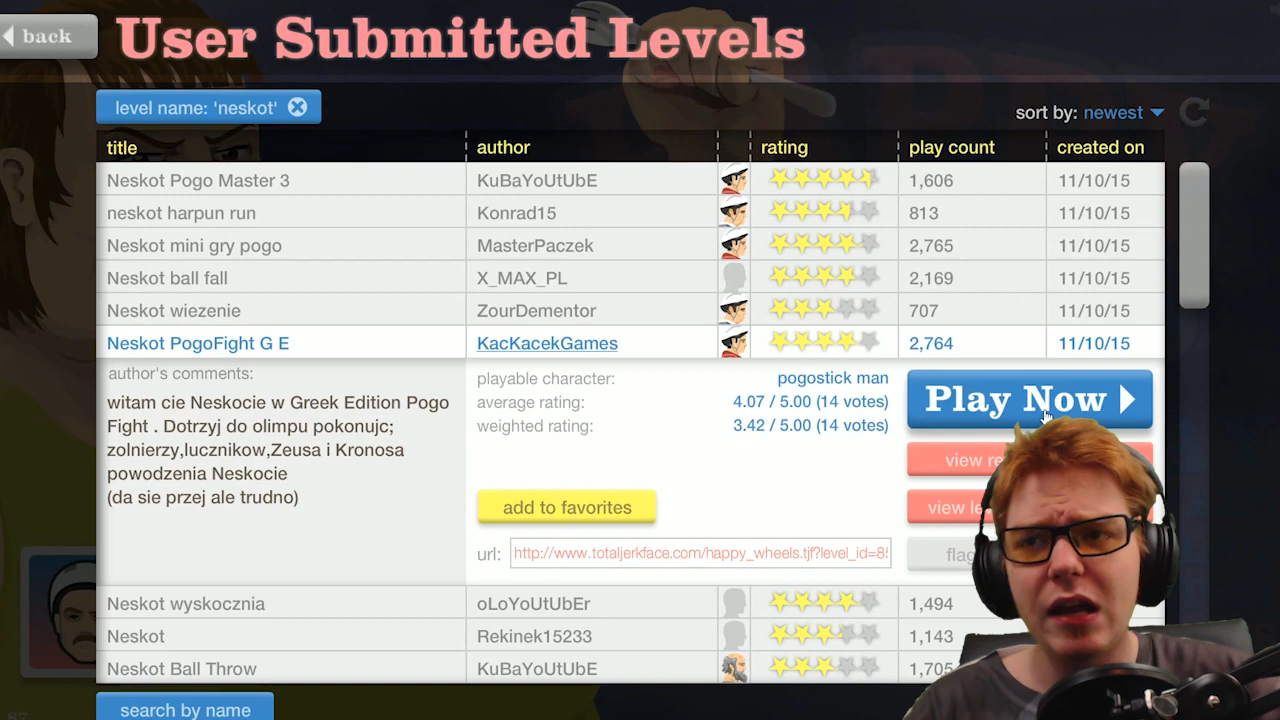 back
User Submitted Levels
level name: 'neskot'
sort by: newest
title author rating play count created on
Neskot Pogo Master 3 KuBaYoUtUbE 1,606 11/10/15
neskot harpun run Konrad15 813 11/10/15
Neskot mini gry pogo MasterPaczek 2,765 11/10/15
Neskot ball fall X_MAX_PL 2,169 11/10/15
Neskot wiezenie ZourDementor 707 11/10/15
Neskot PogoFight G E KacKacekGames 2,764 11/10/15
author's comments:
witam cie Neskocie w Greek Edition Pogo
Fight . Dotrzyj do olimpu pokonujc;
zolnierzy,lucznikow,Zeusa i Kronosa
powodzenia Neskocie
(da sie przej ale trudno)
playable character: pogostick man
average rating: 4.07 / 5.00 (14 votes)
weighted rating: 3.42 / 5.00 (14 votes)
add to favorites
url: http://www.totaljerkface.com/happy_wheels.tjf?level_id=8
Play Now
view
view
flag
Neskot wyskocznia oLoYoUtUbEr 1,494
Neskot Rekinek15233 1,143
Neskot Ball Throw KuBaYoUtUbE 1,705
search by name